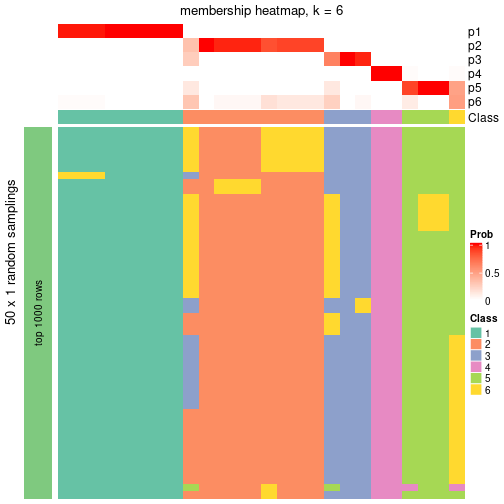 membership heatmap, k = 6
p1
p2
p3
p4
p5
p6
Class
50 x 1 random samplings
top 1000 rows
Prob
1
0.5
0
Class
1
2
3
4
5
6